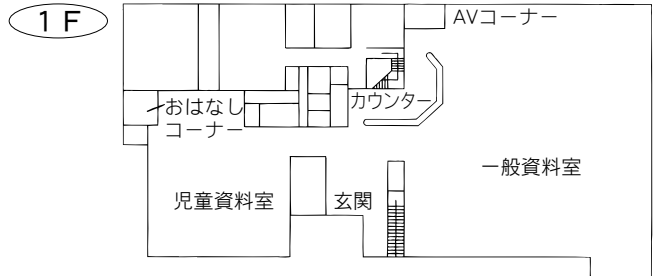 1F
AVコーナー
カウンター
おはなし
コーナー
一般資料室
児童資料室
玄関